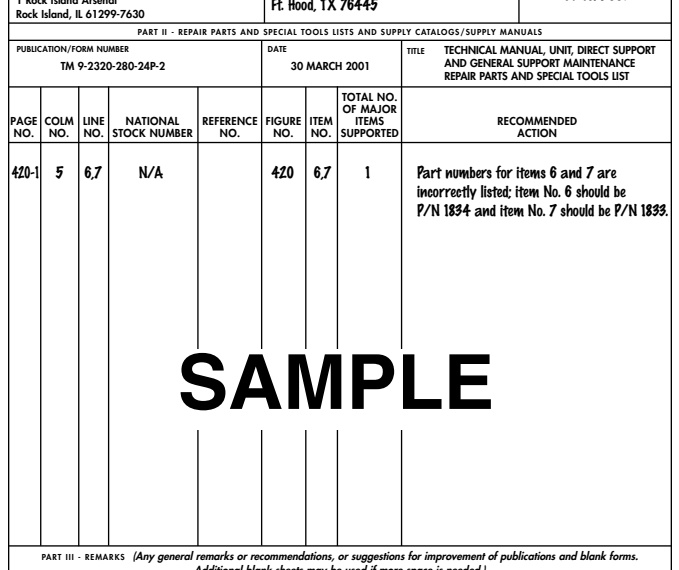 1 Rock Island Arsenal
Rock Island, IL 61299-7630
Ft. Hood, TX 76445
PART II - REPAIR PARTS AND SPECIAL TOOLS LISTS AND SUPPLY CATALOGS/SUPPLY MANUALS
PUBLICATION/FORM NUMBER
TM 9-2320-280-24P-2
DATE
30 MARCH 2001
TITLE TECHNICAL MANUAL, UNIT, DIRECT SUPPORT
AND GENERAL SUPPORT MAINTENANCE
REPAIR PARTS AND SPECIAL TOOLS LIST
PAGE NO.
COLM NO.
LINE NO.
NATIONAL STOCK NUMBER
REFERENCE NO.
FIGURE NO.
ITEM NO.
TOTAL NO. OF MAJOR ITEMS SUPPORTED
RECOMMENDED ACTION
420-1 5 6,7 N/A 420 6,7 1 Part numbers for items 6 and 7 are
incorrectly listed; item No. 6 should be
P/N 1834 and item No. 7 should be P/N 1833.
SAMPLE
PART III - REMARKS (Any general remarks or recommendations, or suggestions for improvement of publications and blank forms.
Additional blank sheets may be used if more space is needed.)